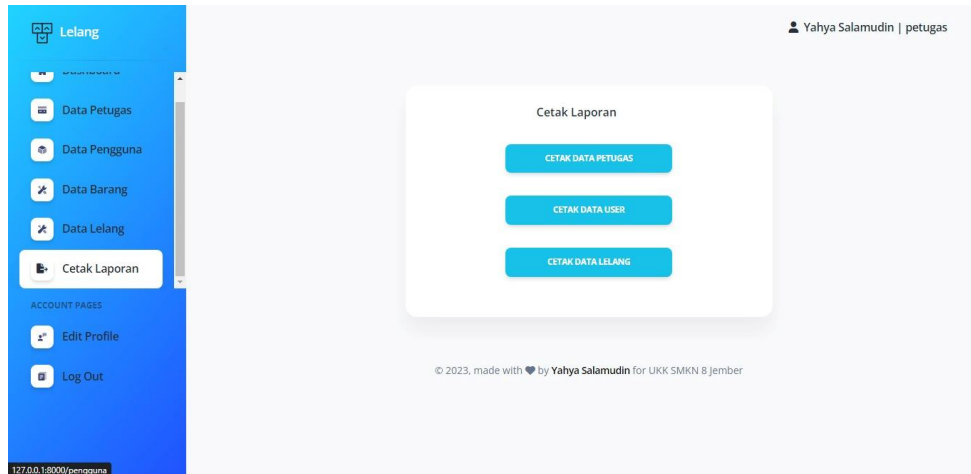 Lelang
Yahya Salamudin | petugas
Dashboard
Data Petugas
Data Pengguna
Data Barang
Data Lelang
Cetak Laporan
ACCOUNT PAGES
Edit Profile
Log Out
Cetak Laporan
CETAK DATA PETUGAS
CETAK DATA USER
CETAK DATA LELANG
© 2023, made with ♥ by Yahya Salamudin for UKK SMKN 8 Jember
127.0.0.1:8000/pengguna